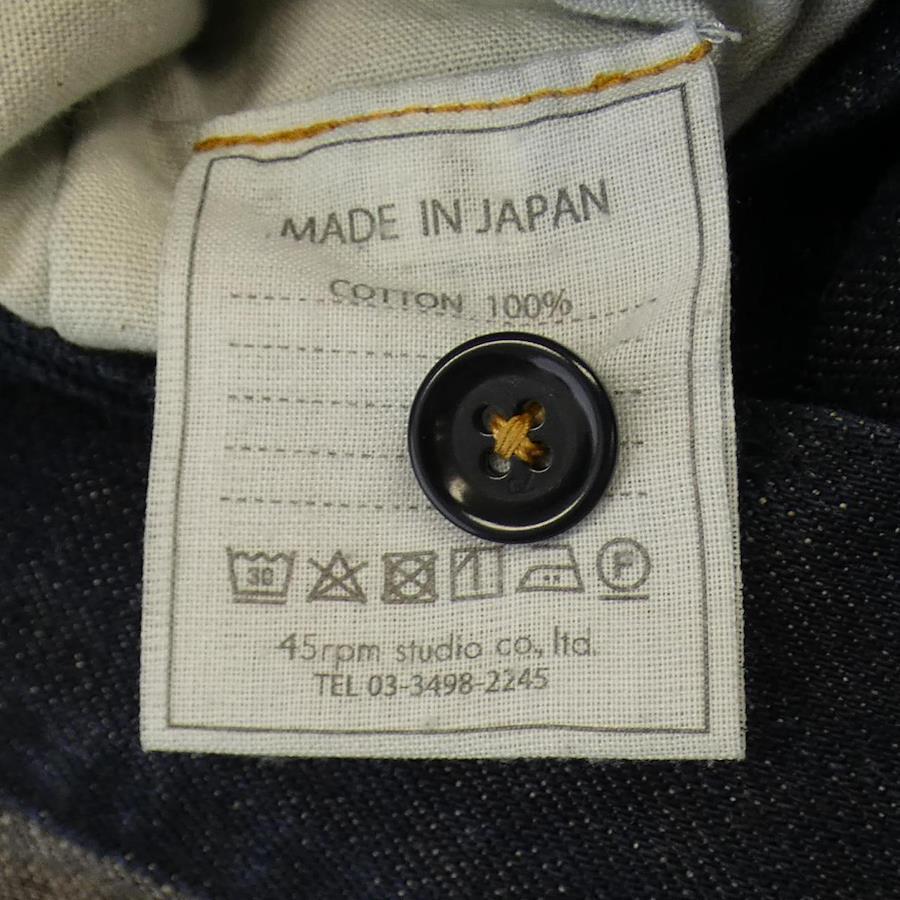 MADE IN JAPAN
COTTON 100%
30
F
45rpm studio co., ltd.
TEL 03-3498-2245